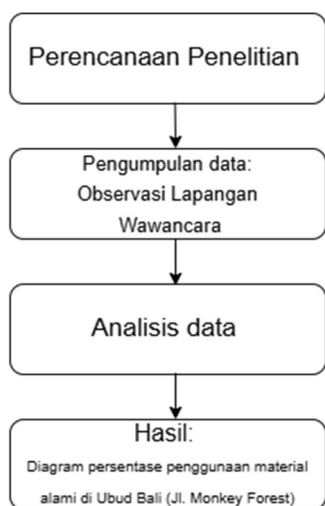 Perencanaan Penelitian
Pengumpulan data:
Observasi Lapangan
Wawancara
Analisis data
Hasil:
Diagram persentase penggunaan material
alami di Ubud Bali (Jl. Monkey Forest)